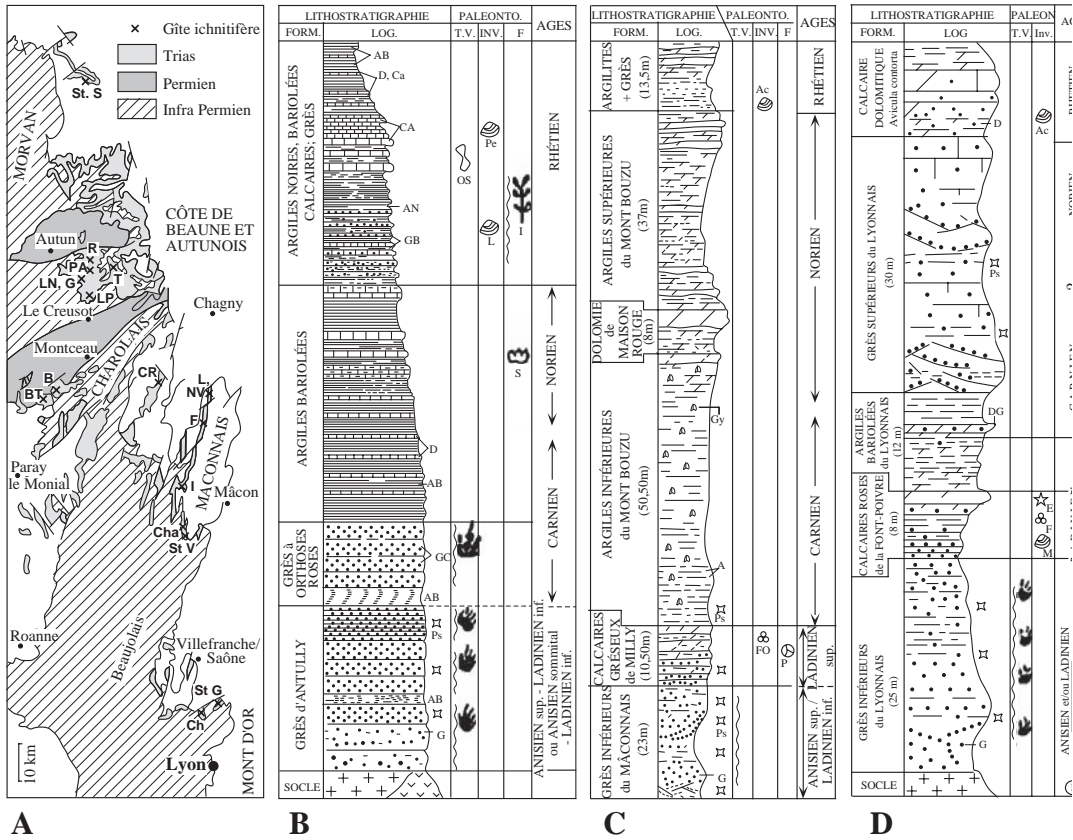 Gîte ichnitifère
Trias
Permien
Infra Permien
St. S
MORVAN
CÔTE DE
BEAUNE ET
AUTUNOIS
Autun
R
PA
LN, G
T
LP
Le Creusot
Chagny
Montceau
CHAROLAIS
B
BT
CR
L,
NV
F
Paray
le Monial
MACONNAIS
I
Mâcon
Cha
St V
Roanne
Beaujolais
Villefranche/
Saône
St G
Ch
Lyon
MONT D'OR
10 km
A
LITHOSTRATIGRAPHIE
PALEONTO.
AGES
FORM.
LOG.
T.V.
INV.
F
ARGILES NOIRES, BARIOLÉES
CALCAIRES; GRÈS
AB
D, Ca
CA
Pe
OS
AN
L
I
GB
RHÉTIEN
ARGILES BARIOLÉES
S
D
AB
NORIEN
CARNIEN
GRÈS à
ORTHOSES
ROSES
GC
AB
GRÈS d'ANTULLY
Ps
G
ANISIEN sup. - LADINIEN inf.
ou ANISIEN sommital
- LADINIEN inf.
SOCLE
B
LITHOSTRATIGRAPHIE
PALEONTO.
AGES
FORM.
LOG.
T.V.
INV.
F
ARGILITES
+ GRÈS
(13,5m)
Ac
RHÉTIEN
ARGILES SUPÉRIEURES
du MONT BOUZU
(37m)
NORIEN
DOLOMIE
de
MAISON
ROUGE
(8m)
ARGILES INFÉRIEURES
du MONT BOUZU
(50,50m)
Gy
A
Ps
CARNIEN
CALCAIRES
GRÉSEUX
de MILLY
(10,50m)
FO
P
LADINIEN
sup.
GRÈS INFÉRIEURS
du MÂCONNAIS
(23m)
Ps
G
ANISIEN sup./
LADINIEN inf.
C
LITHOSTRATIGRAPHIE
PALEON
AG
FORM.
LOG
T.V.
Inv.
CALCAIRE
DOLOMITIQUE
Avicula contorta
D
Ac
GRÈS SUPÉRIEURS du LYONNAIS
(30 m)
Ps
NORIEN
?
ARGILES
BARIOLÉES
du LYONNAIS
(12 m)
DG
CALCAIRES ROSES
de la FONT-POIVRE
(8 m)
E
F
M
GRÈS INFÉRIEURS
du LYONNAIS
(25 m)
G
ANISIEN et/ou LADINIEN
SOCLE
D